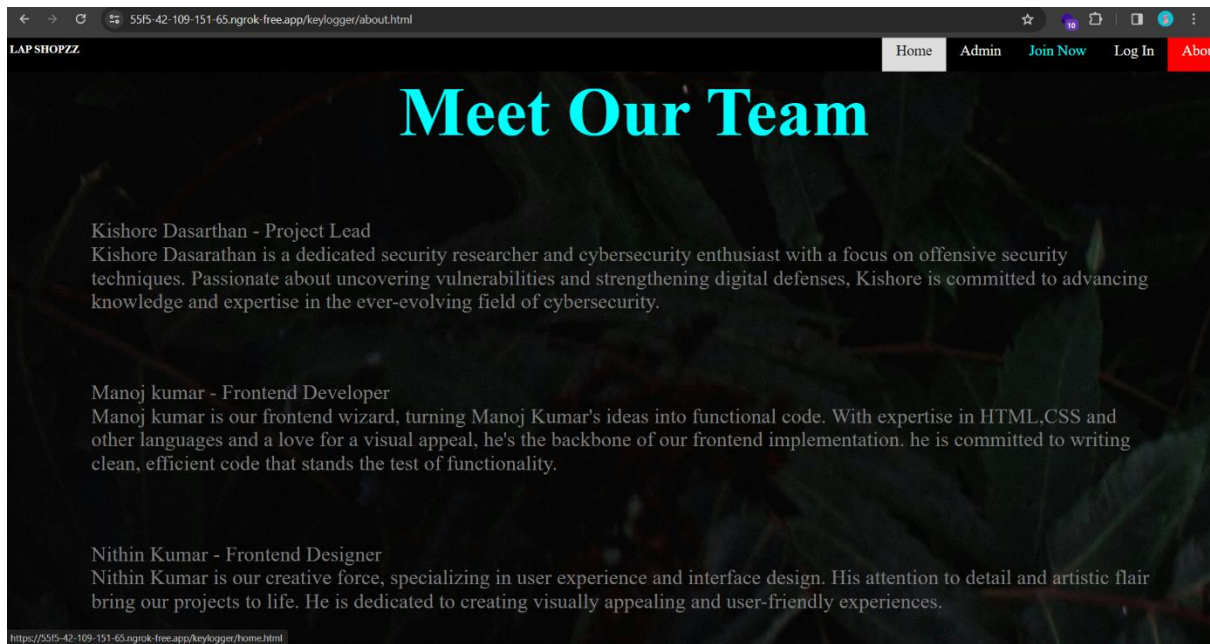 55f5-42-109-151-65.ngrok-free.app/keylogger/about.html
10
LAP SHOPZZ
Home Admin Join Now Log In Abou
Meet Our Team
Kishore Dasarthan - Project Lead
Kishore Dasarathan is a dedicated security researcher and cybersecurity enthusiast with a focus on offensive security
techniques. Passionate about uncovering vulnerabilities and strengthening digital defenses, Kishore is committed to advancing
knowledge and expertise in the ever-evolving field of cybersecurity.
Manoj kumar - Frontend Developer
Manoj kumar is our frontend wizard, turning Manoj Kumar's ideas into functional code. With expertise in HTML,CSS and
other languages and a love for a visual appeal, he's the backbone of our frontend implementation. he is committed to writing
clean, efficient code that stands the test of functionality.
Nithin Kumar - Frontend Designer
Nithin Kumar is our creative force, specializing in user experience and interface design. His attention to detail and artistic flair
bring our projects to life. He is dedicated to creating visually appealing and user-friendly experiences.
https://55f5-42-109-151-65.ngrok-free.app/keylogger/home.html